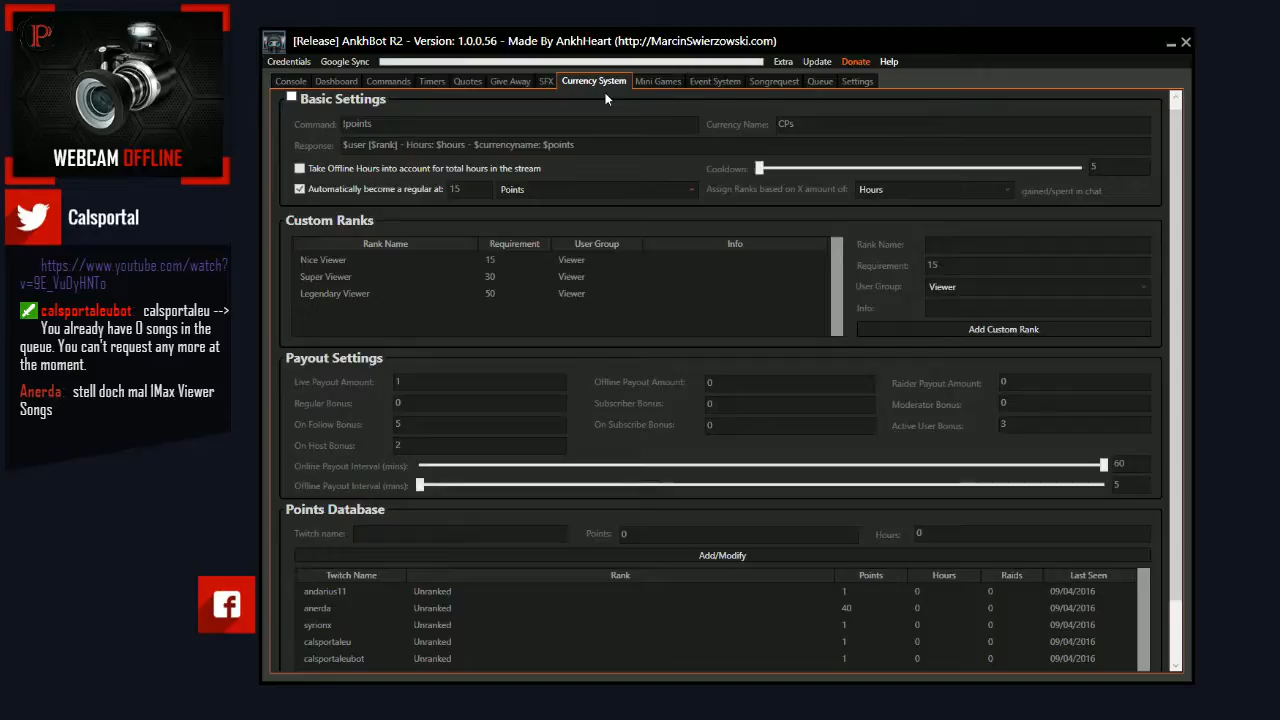 WEBCAM OFFLINE
Calsportal
https://www.youtube.com/watch?
v=9E_VuDyHNTo
calsportaleubot calsportaleu -->
You already have 0 songs in the
queue. You can't request any more at
the moment.
Anerda: stell doch mal IMax Viewer
Songs
[Release] AnkhBot R2 - Version: 1.0.0.56 - Made By AnkhHeart (http://MarcinSwierzowski.com)
Credentials Google Sync Extra Update Donate Help
Console Dashboard Commands Timers Quotes Give Away SFX Currency System Mini Games Event System Songrequest Queue Settings
Basic Settings
Command: !points Currency Name: CPs
Response: $user [$rank] - Hours: $hours - $currencyname: $points
Take Offline Hours into account for total hours in the stream Cooldown: 5
Automatically become a regular at: 15 Points Assign Ranks based on X amount of: Hours gained/spent in chat
Custom Ranks
Rank Name Requirement User Group Info
Nice Viewer 15 Viewer
Super Viewer 30 Viewer
Legendary Viewer 50 Viewer
Rank Name:
Requirement: 15
User Group: Viewer
Info:
Add Custom Rank
Payout Settings
Live Payout Amount: 1 Offline Payout Amount: 0 Raider Payout Amount: 0
Regular Bonus: 0 Subscriber Bonus: 0 Moderator Bonus: 0
On Follow Bonus: 5 On Subscribe Bonus: 0 Active User Bonus: 3
On Host Bonus: 2
Online Payout Interval (mins): 60
Offline Payout Interval (mins): 5
Points Database
Twitch name: Points: 0 Hours: 0
Add/Modify
Twitch Name Rank Points Hours Raids Last Seen
andarius11 Unranked 1 0 0 09/04/2016
anerda Unranked 40 0 0 09/04/2016
syrionx Unranked 1 0 0 09/04/2016
calsportaleu Unranked 1 0 0 09/04/2016
calsportaleubot Unranked 1 0 0 09/04/2016